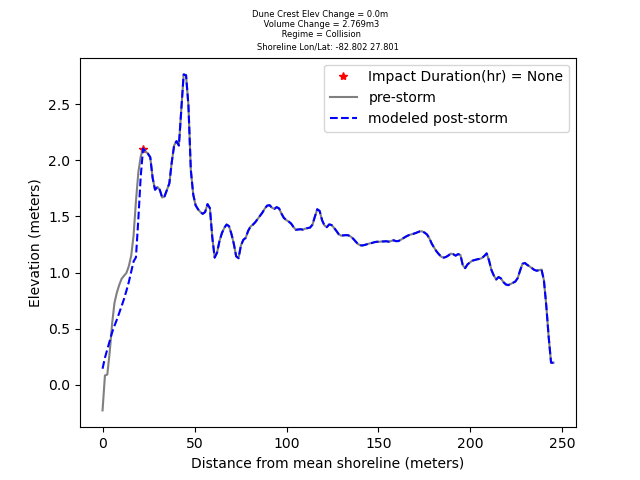 Dune Crest Elev Change = 0.0m
Volume Change = 2.769m3
Regime = Collision
Shoreline Lon/Lat: -82.802 27.801
Impact Duration(hr) = None
pre-storm
modeled post-storm
Elevation (meters)
2.5
2.0
1.5
1.0
0.5
0.0
0 50 100 150 200 250
Distance from mean shoreline (meters)